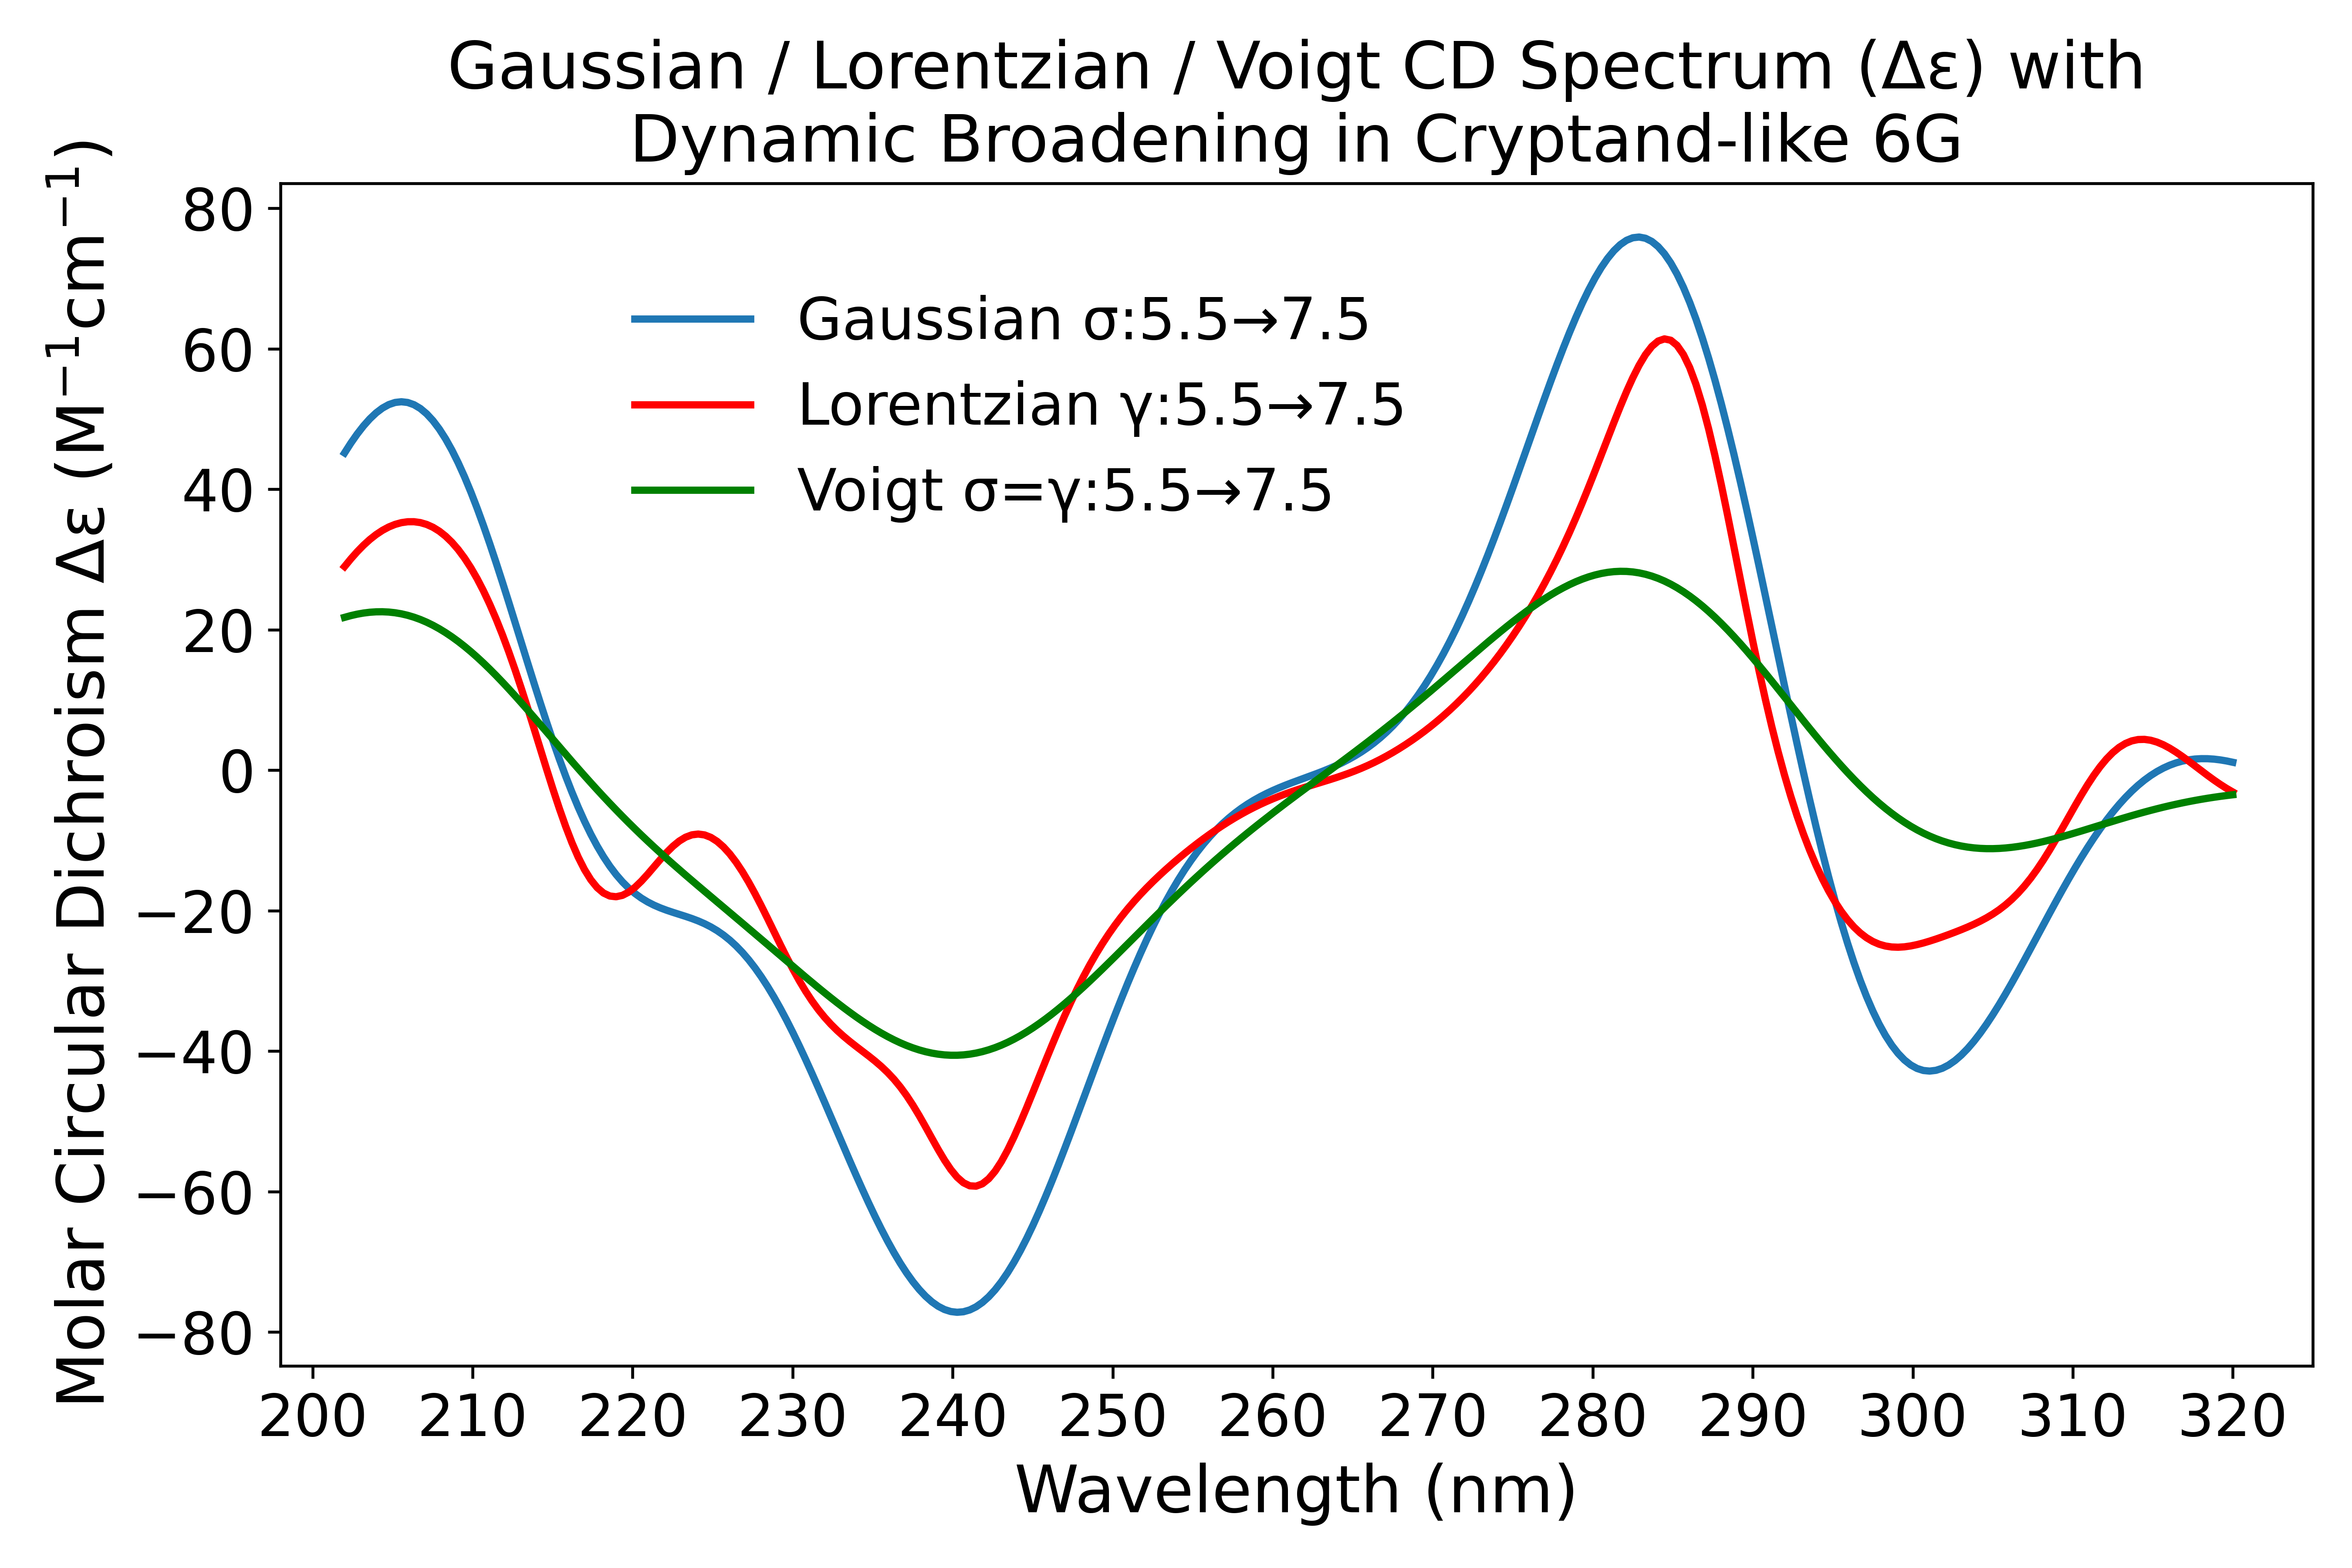 Gaussian / Lorentzian / Voigt CD Spectrum (Δε) with
Dynamic Broadening in Cryptand-like 6G
Molar Circular Dichroism Δε (M⁻¹cm⁻¹)
80
60
40
20
0
−20
−40
−60
−80
Gaussian σ:5.5→7.5
Lorentzian γ:5.5→7.5
Voigt σ=γ:5.5→7.5
200 210 220 230 240 250 260 270 280 290 300 310 320
Wavelength (nm)